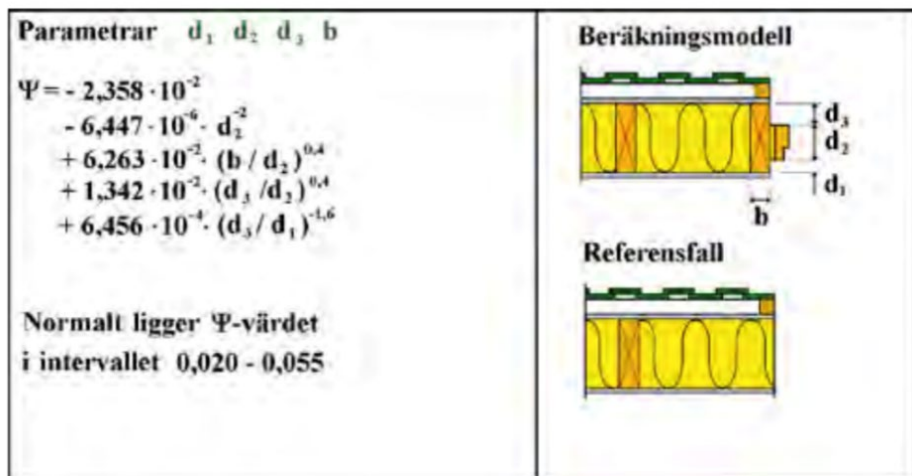 Parametrar d₁ d₂ d₃ b
Ψ = - 2,358 ·10⁻²
- 6,447 ·10⁻⁶· d₂⁻²
+ 6,263 ·10⁻²· (b / d₂)⁰,⁴
+ 1,342 ·10⁻²· (d₃ /d₂)⁰,⁴
+ 6,456 ·10⁻⁴· (d₃/ d₁)⁻¹,⁶
Normalt ligger Ψ-värdet
i intervallet 0,020 - 0,055
Beräkningsmodell
d₃
d₂
d₁
b
Referensfall